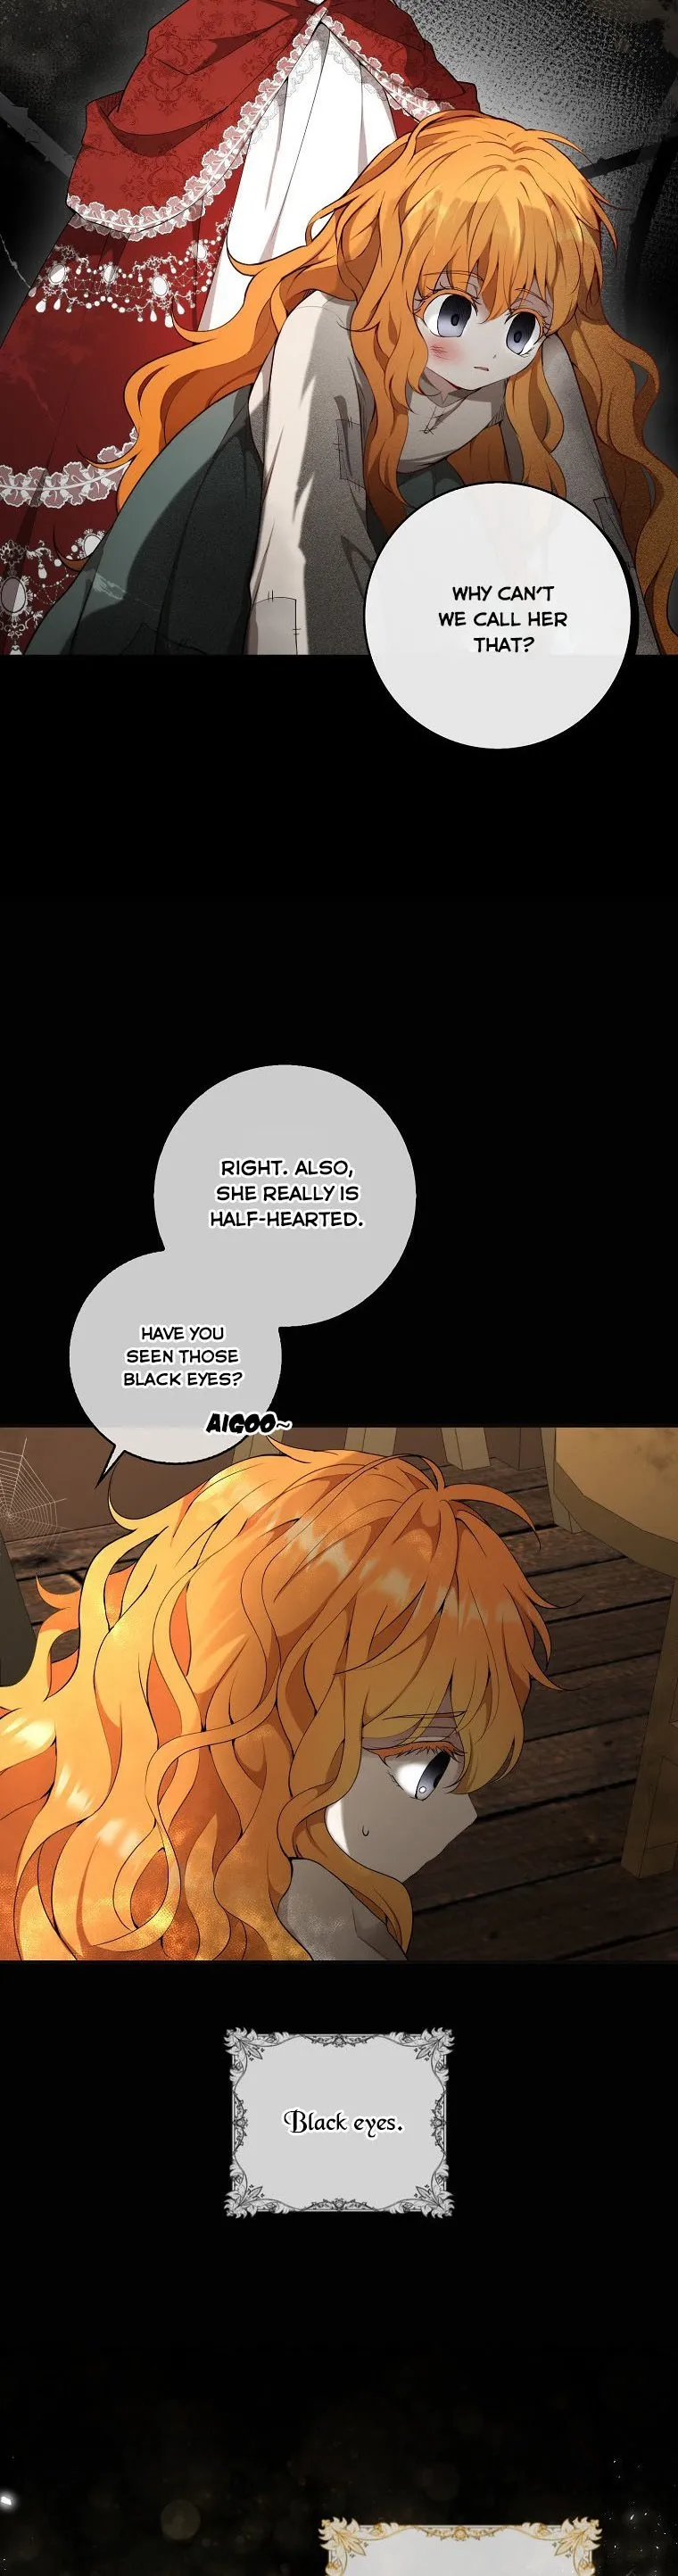 WHY CAN'T
WE CALL HER
THAT?
RIGHT. ALSO,
SHE REALLY IS
HALF-HEARTED.
HAVE YOU
SEEN THOSE
BLACK EYES?
AIGOO~
Black eyes.